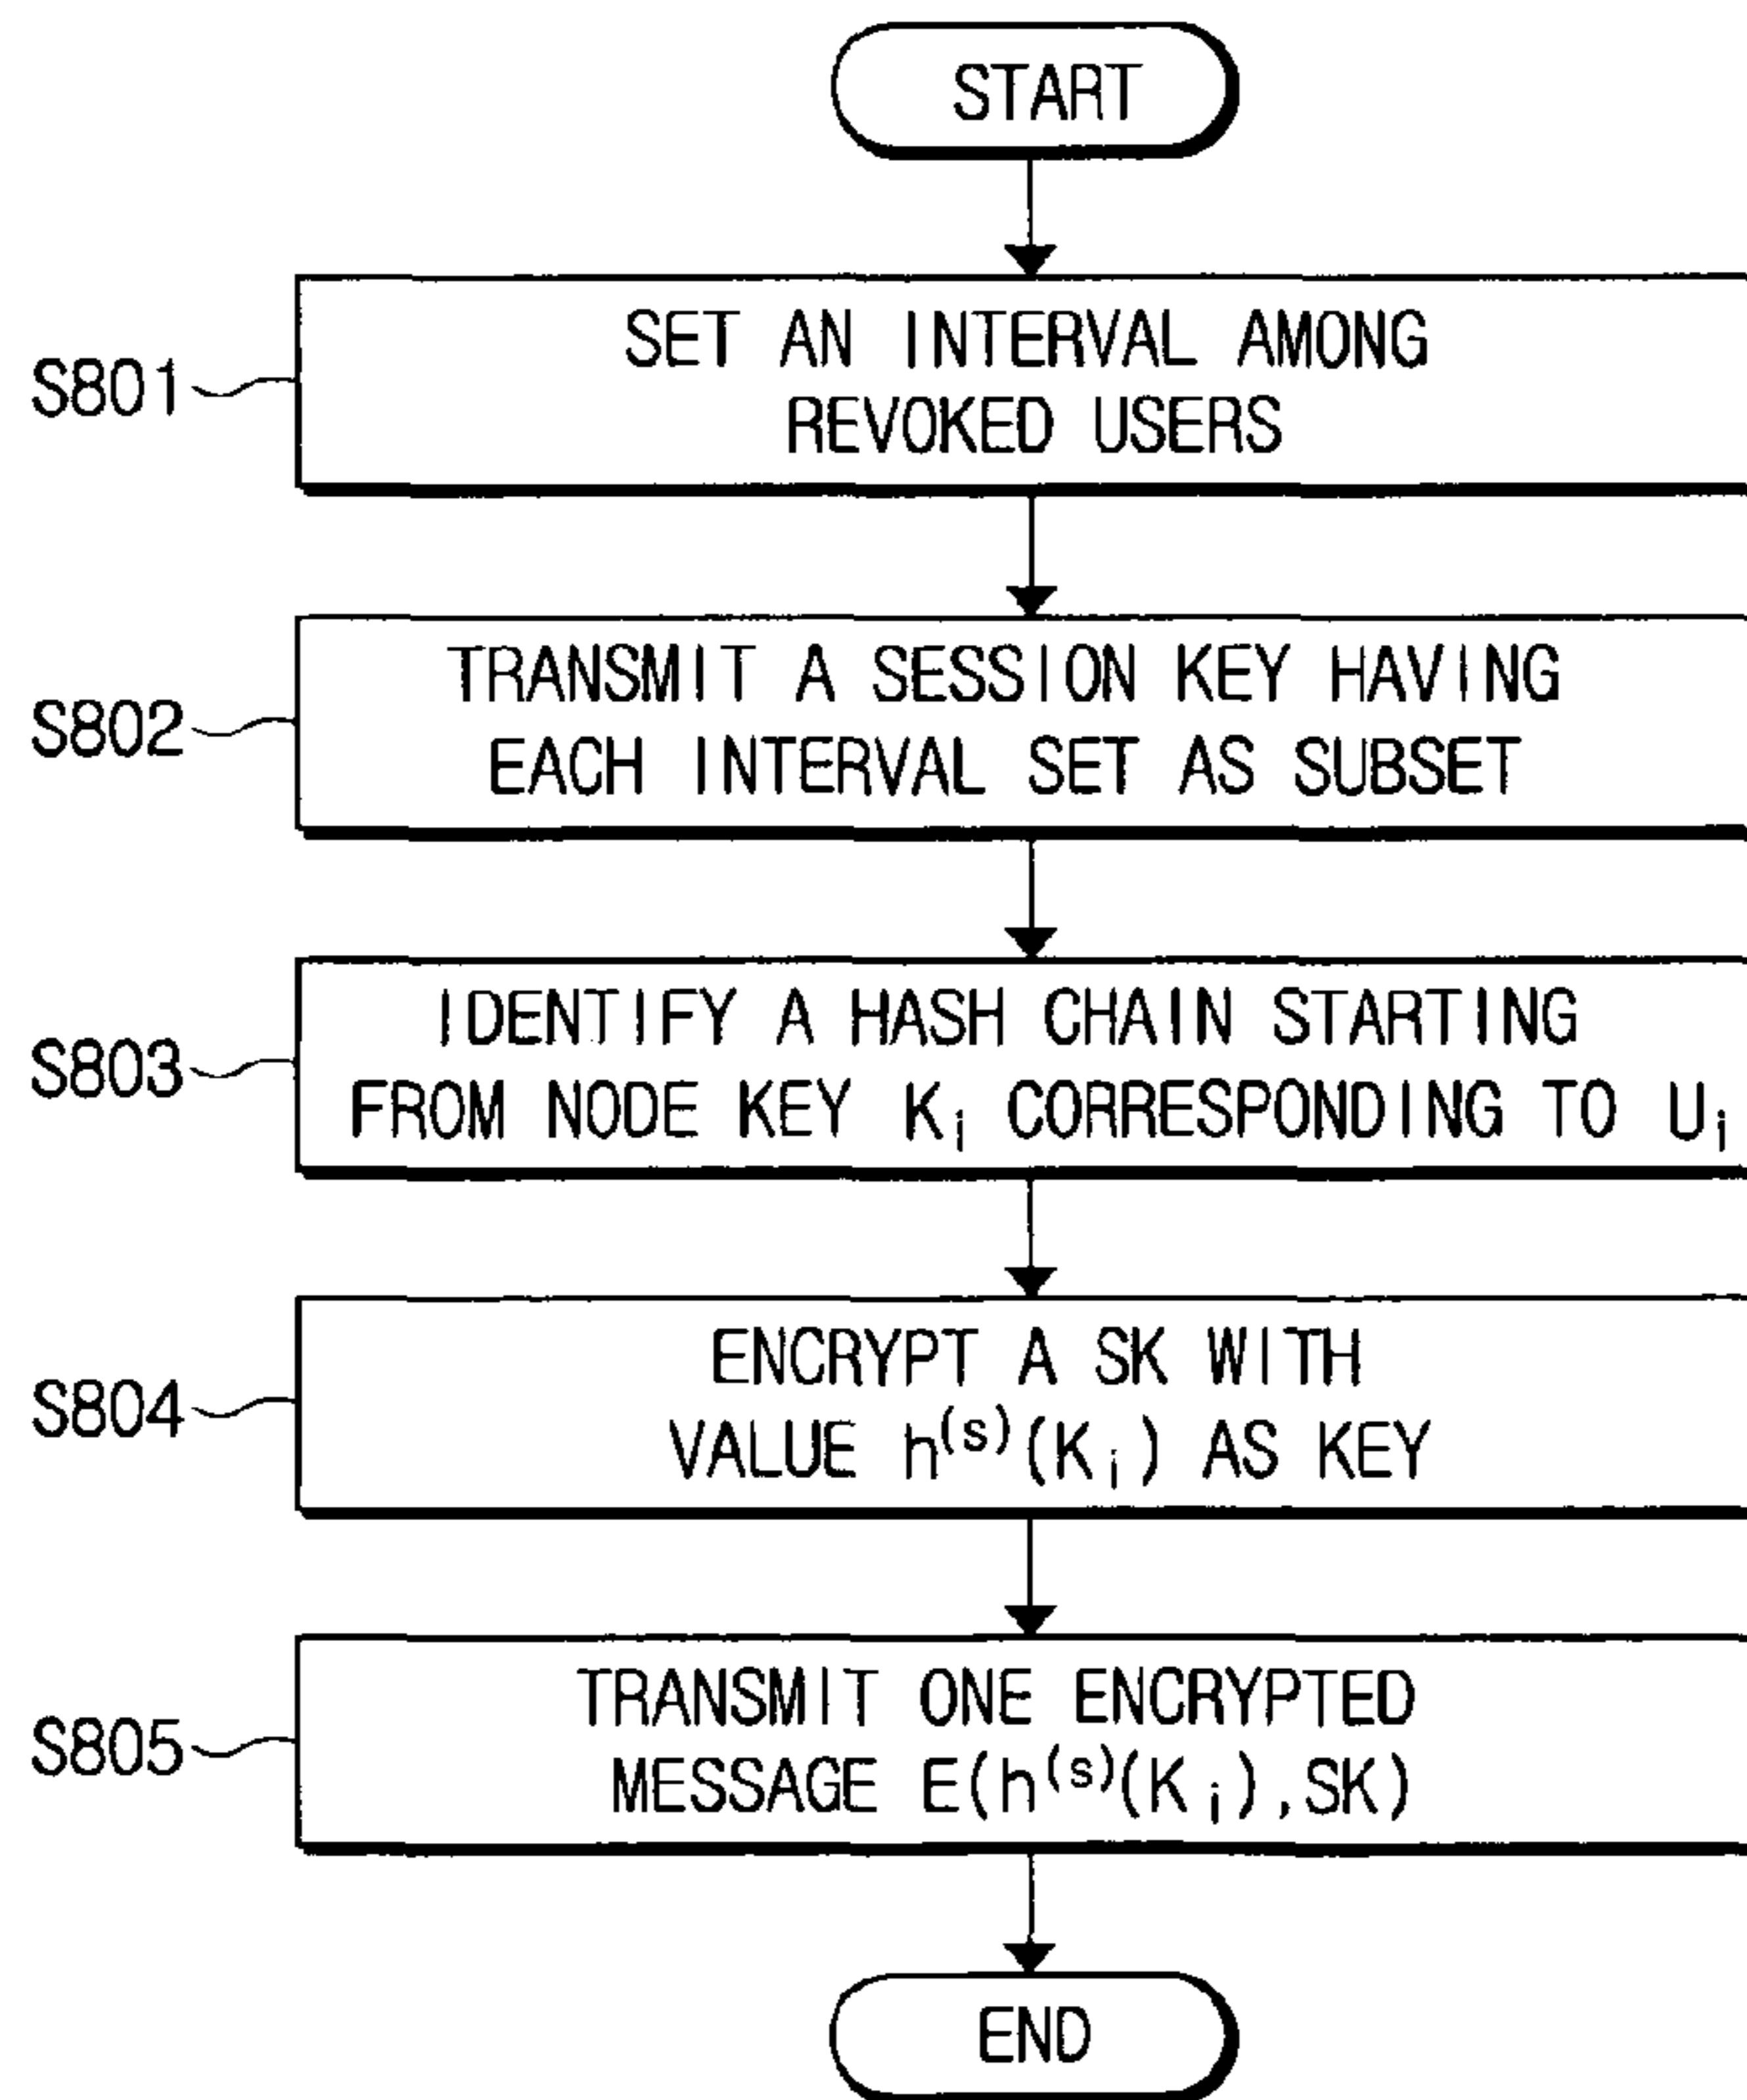 START
S801
SET AN INTERVAL AMONG
REVOKED USERS
S802
TRANSMIT A SESSION KEY HAVING
EACH INTERVAL SET AS SUBSET
S803
IDENTIFY A HASH CHAIN STARTING
FROM NODE KEY Kᵢ CORRESPONDING TO Uᵢ
S804
ENCRYPT A SK WITH
VALUE h⁽ˢ⁾(Kᵢ) AS KEY
S805
TRANSMIT ONE ENCRYPTED
MESSAGE E(h⁽ˢ⁾(Kᵢ),SK)
END